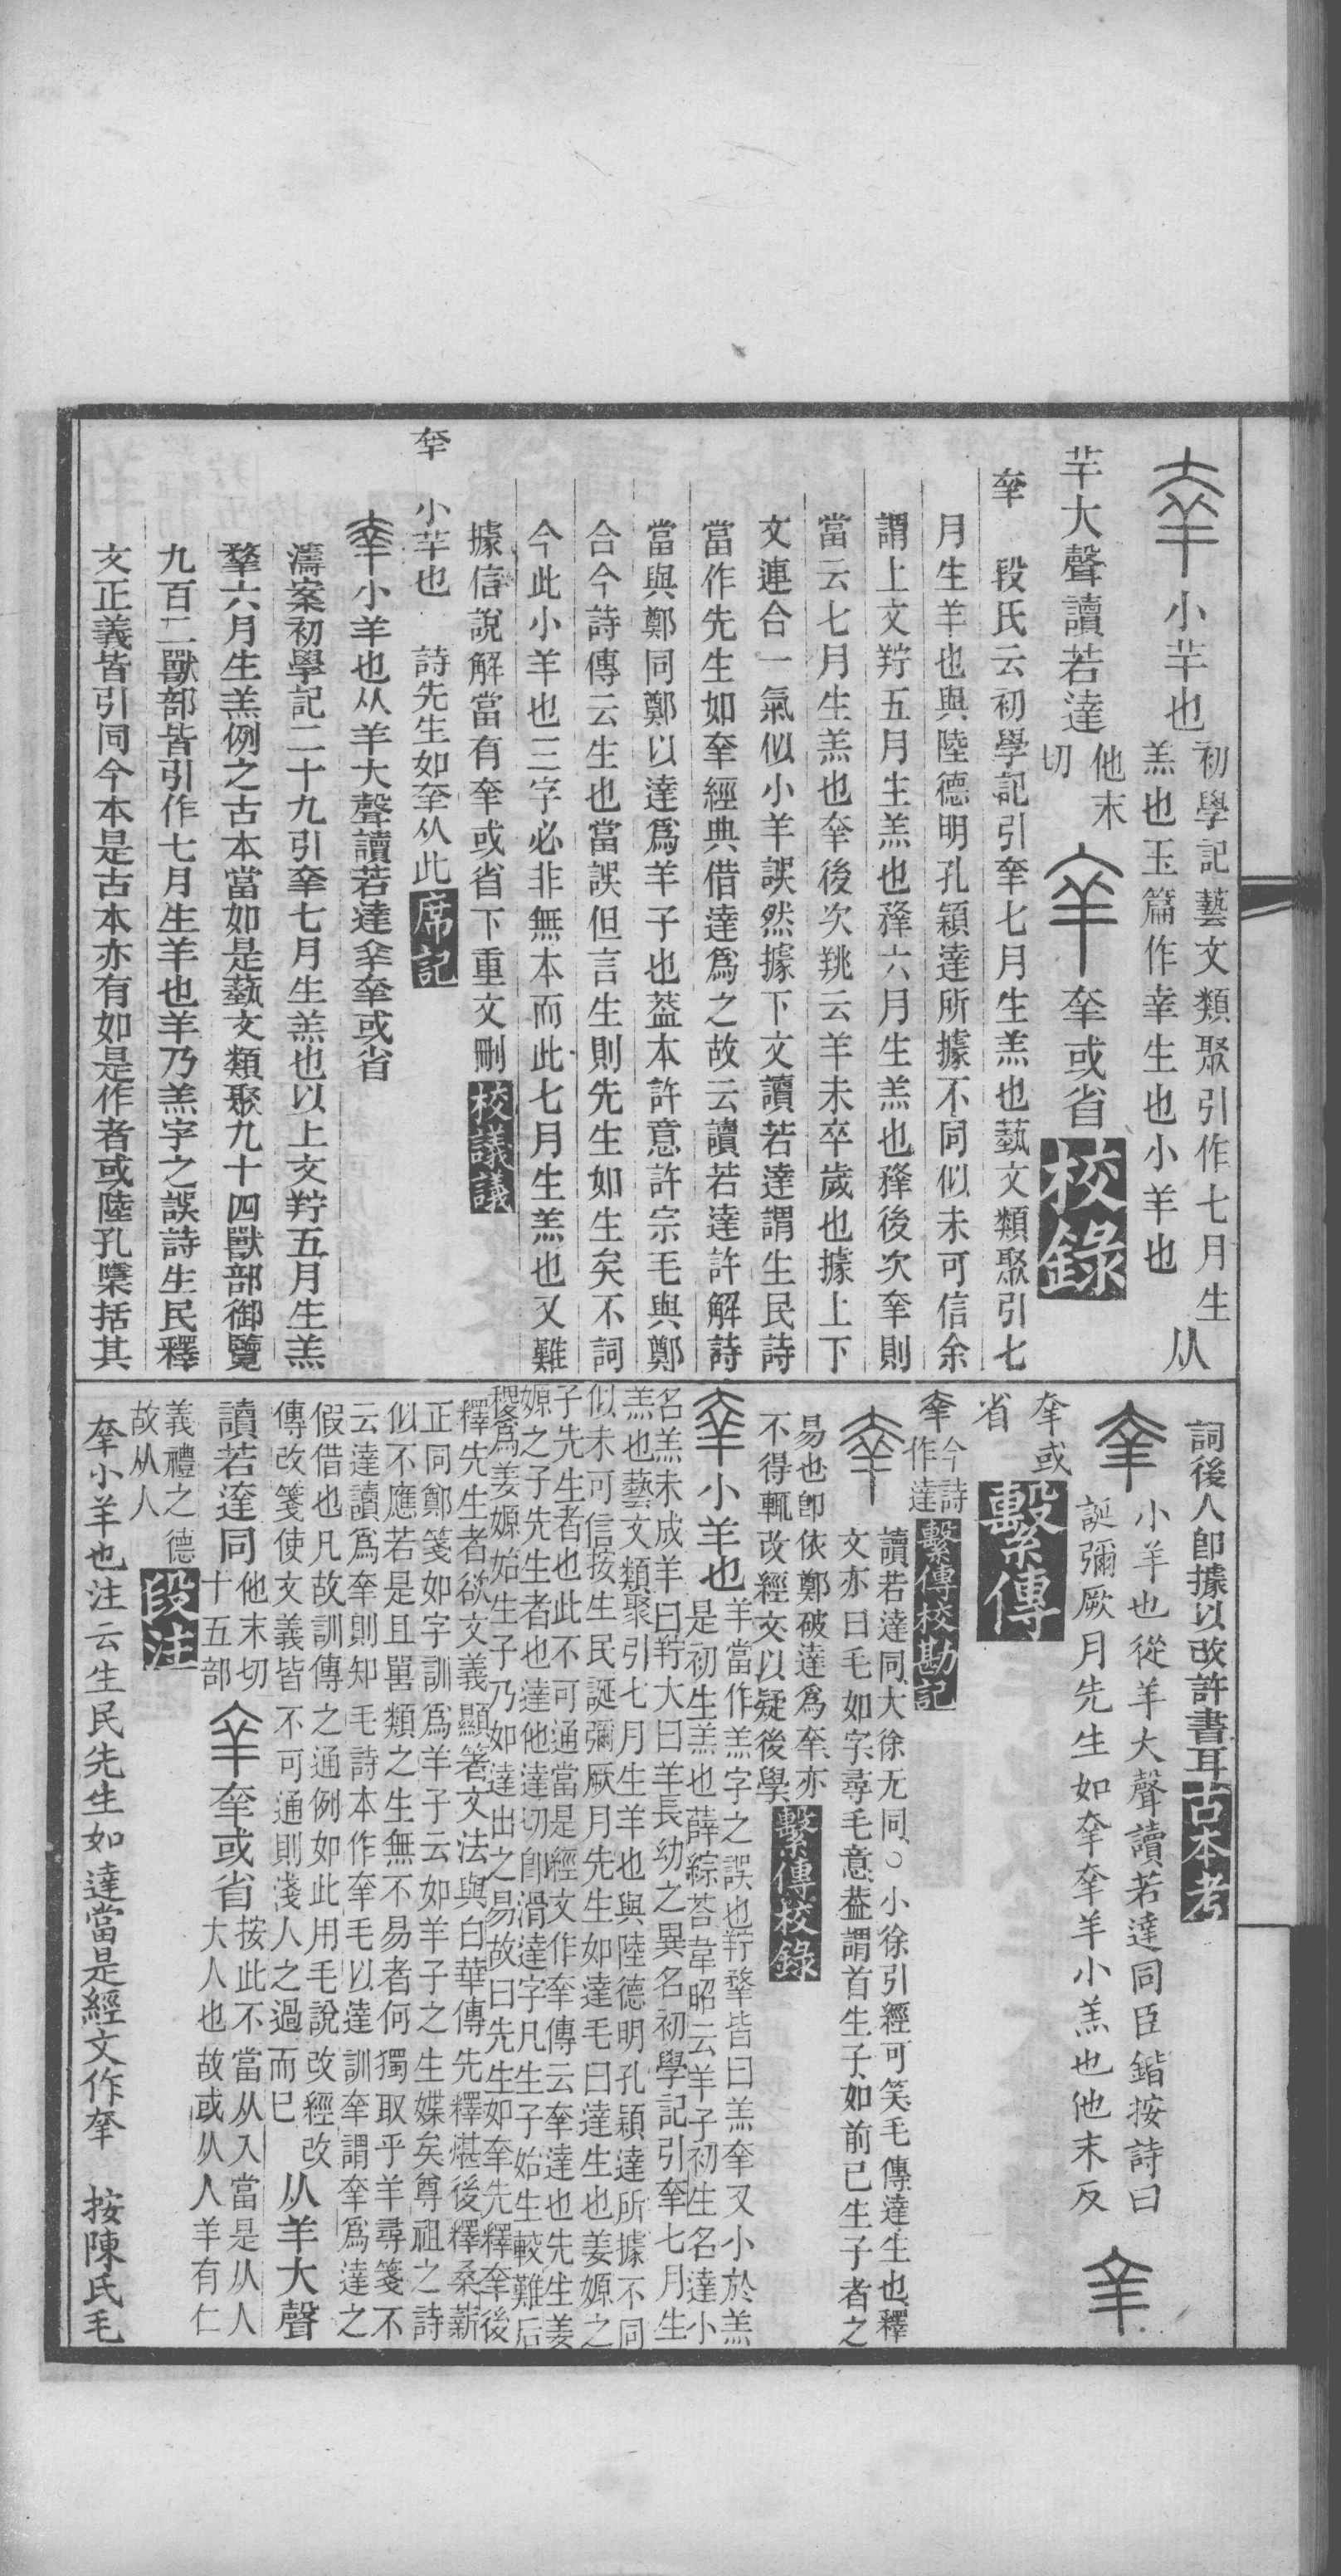 羍小羊也初學記藝文類聚引作七月生
羔也玉篇作羍生也小羊也从
羊大聲讀若達他末
切羍或省校錄
羍 段氏云初學記引羍七月生羔也蓺文類聚引七
月生羊也與陸德明孔穎達所據不同似未可信余
謂上文羜五月生羔也䍮六月生羔也䍮後次羍則
當云七月生羔也羍後次羍云羊未卒歲也據上下
文連合一氣似小羊誤然據下文讀若達謂生民詩
當作先生如羍經典借達爲之故云讀若達許解詩
當與鄭同鄭以達爲羊子也葢本許意許宗毛與鄭
合今詩傳云生也當誤但言生則先生如生矣不詞
今此小羊也三字必非無本而此七月生羔也又難
據信說解當有羍或省下重文刪校議議
羍 小羊也 詩先生如羍从此席記
羍小羊也从羊大聲讀若達羍或省
濤案初學記二十九引羍七月生羔也以上文羜五月生羔
䍮六月生羔例之古本當如是蓺文類聚九十四獸部御覽
九百二獸部皆引作七月生羊也羊乃羔字之誤詩生民釋
文正義皆引同今本是古本亦有如是作者或陸孔檃括其
詞後人卽據以改許書耳古本考
羍小羊也從羊大聲讀若達同臣鍇按詩曰
誕彌厥月先生如羍羍羊小羔也他末反
羍或
省繫傳
羍今詩
作達繫傳校勘記
羍讀若達同大徐无同○小徐引經可笑毛傳達生也釋
文亦曰毛如字尋毛意葢謂首生子如前已生子者之
易也卽依鄭破達爲羍亦
不得輒改經文以疑後學繫傳校錄
羍小羊也羊當作羔字之誤也羜䍮皆曰羔羍又小於羔
是初生羔也薛綜荅韋昭云羊子初生名達小
名羔未成羊曰羜大曰羊長幼之異名初學記引羍七月生
羔也藝文類聚引七月生羊也與陸德明孔穎達所據不同
似未可信按生民誕彌厥月先生如達毛曰達生也姜嫄之
子先生者也此不可通當是經文作羍傳云羍達也先生姜
嫄之子先生者也達他達切卽滑達字凡生子始生較難后
稷爲姜嫄始生子乃如達出之易故曰先生如羍先釋羍後
釋先生者欲文義顯箸文法與白華傳先釋煁後釋桑薪
正同鄭箋如字訓爲羊子云如羊子之生媟矣尊祖之詩
似不應若是且嘼類之生無不易者何獨取乎羊尋箋不
云達讀爲羍則知毛詩本作羍毛以達訓羍謂羍爲達之
假借也凡故訓傳之通例如此用毛說改經改
傳改箋使文義皆不可通則淺人之過而已从羊大聲
讀若達同他末切
十五部羍羍或省按此不當从入當是从人
大人也故或从人羊有仁
義禮之德
故从人段注
羍小羊也注云生民先生如達當是經文作羍 按陳氏毛